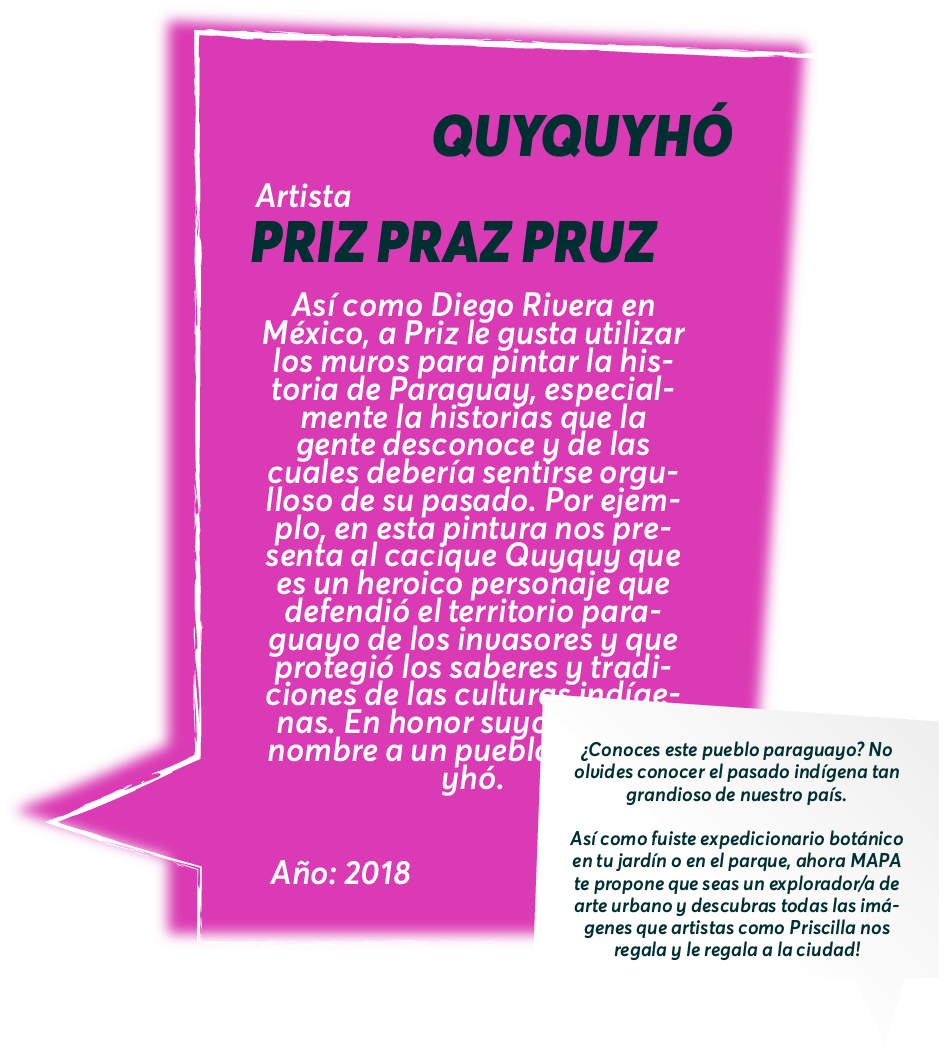 QUYQUYHÓ
Artista
PRIZ PRAZ PRUZ
Así como Diego Rivera en
México, a Priz le gusta utilizar
los muros para pintar la his-
toria de Paraguay, especial-
mente la historias que la
gente desconoce y de las
cuales debería sentirse orgu-
lloso de su pasado. Por ejem-
plo, en esta pintura nos pre-
senta al cacique Quyquy que
es un heroico personaje que
defendió el territorio para-
guayo de los invasores y que
protegió los saberes y tradi-
ciones de las culturas indíge-
nas. En honor suyo
nombre a un pueblo
yhó.
Año: 2018
¿Conoces este pueblo paraguayo? No
olvides conocer el pasado indígena tan
grandioso de nuestro país.
Así como fuiste expedicionario botánico
en tu jardín o en el parque, ahora MAPA
te propone que seas un explorador/a de
arte urbano y descubras todas las imá-
genes que artistas como Priscilla nos
regala y le regala a la ciudad!